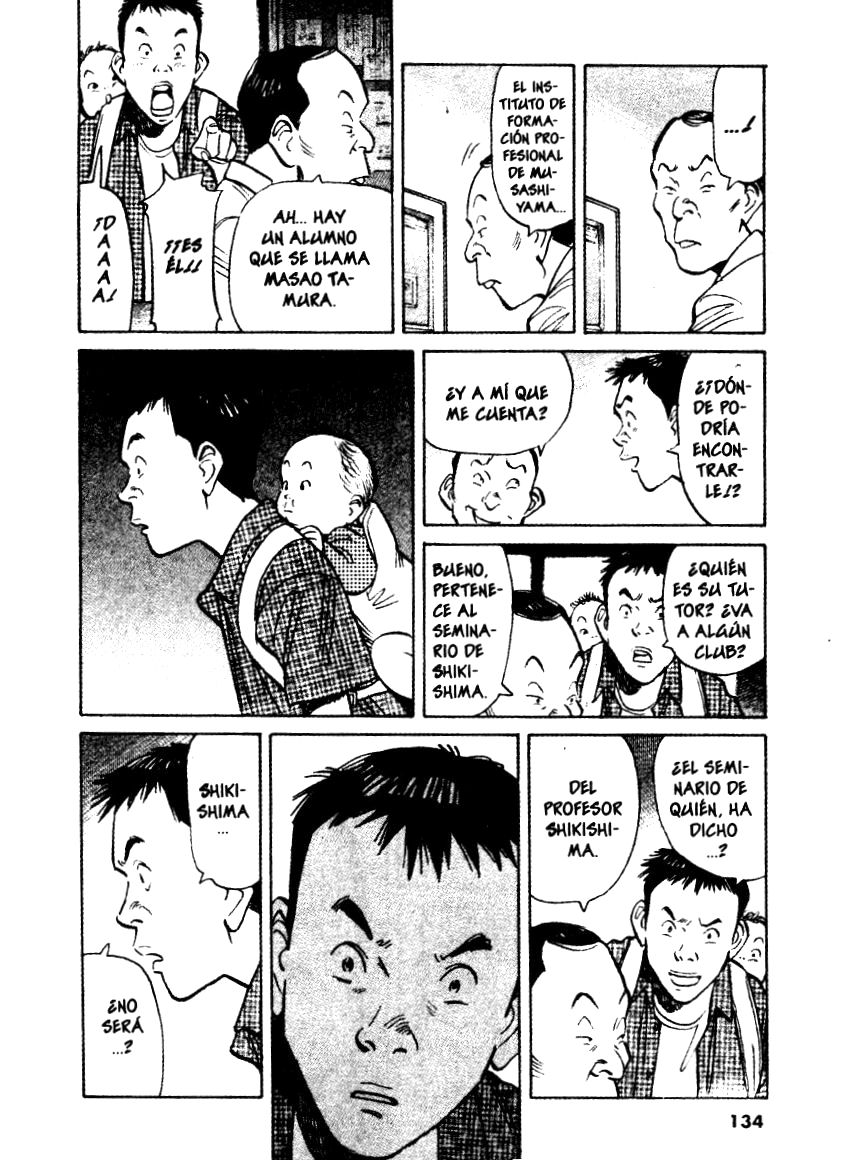 ...!
EL INS-
TITUTO DE
FORMA-
CIÓN PRO-
FESIONAL
DE MU-
SASHI-
YAMA...
AH... HAY
UN ALUMNO
QUE SE LLAMA
MASAO TA-
MURA.
¡¡ES
ÉL!!
¡D
A
A
A
A!
¿¡DÓN-
DE PO-
DRÍA
ENCON-
TRAR-
LE!?
¿Y A MÍ QUE
ME CUENTA?
¿QUIÉN
ES SU TU-
TOR? ¿VA
A ALGÚN
CLUB?
BUENO,
PERTENE-
CE AL
SEMINA-
RIO DE
SHIKI-
SHIMA.
¿EL SEMI-
NARIO DE
QUIÉN, HA
DICHO
...?
DEL
PROFESOR
SHIKISHI-
MA.
SHIKI-
SHIMA
...
¿NO
SERÁ
...?
134